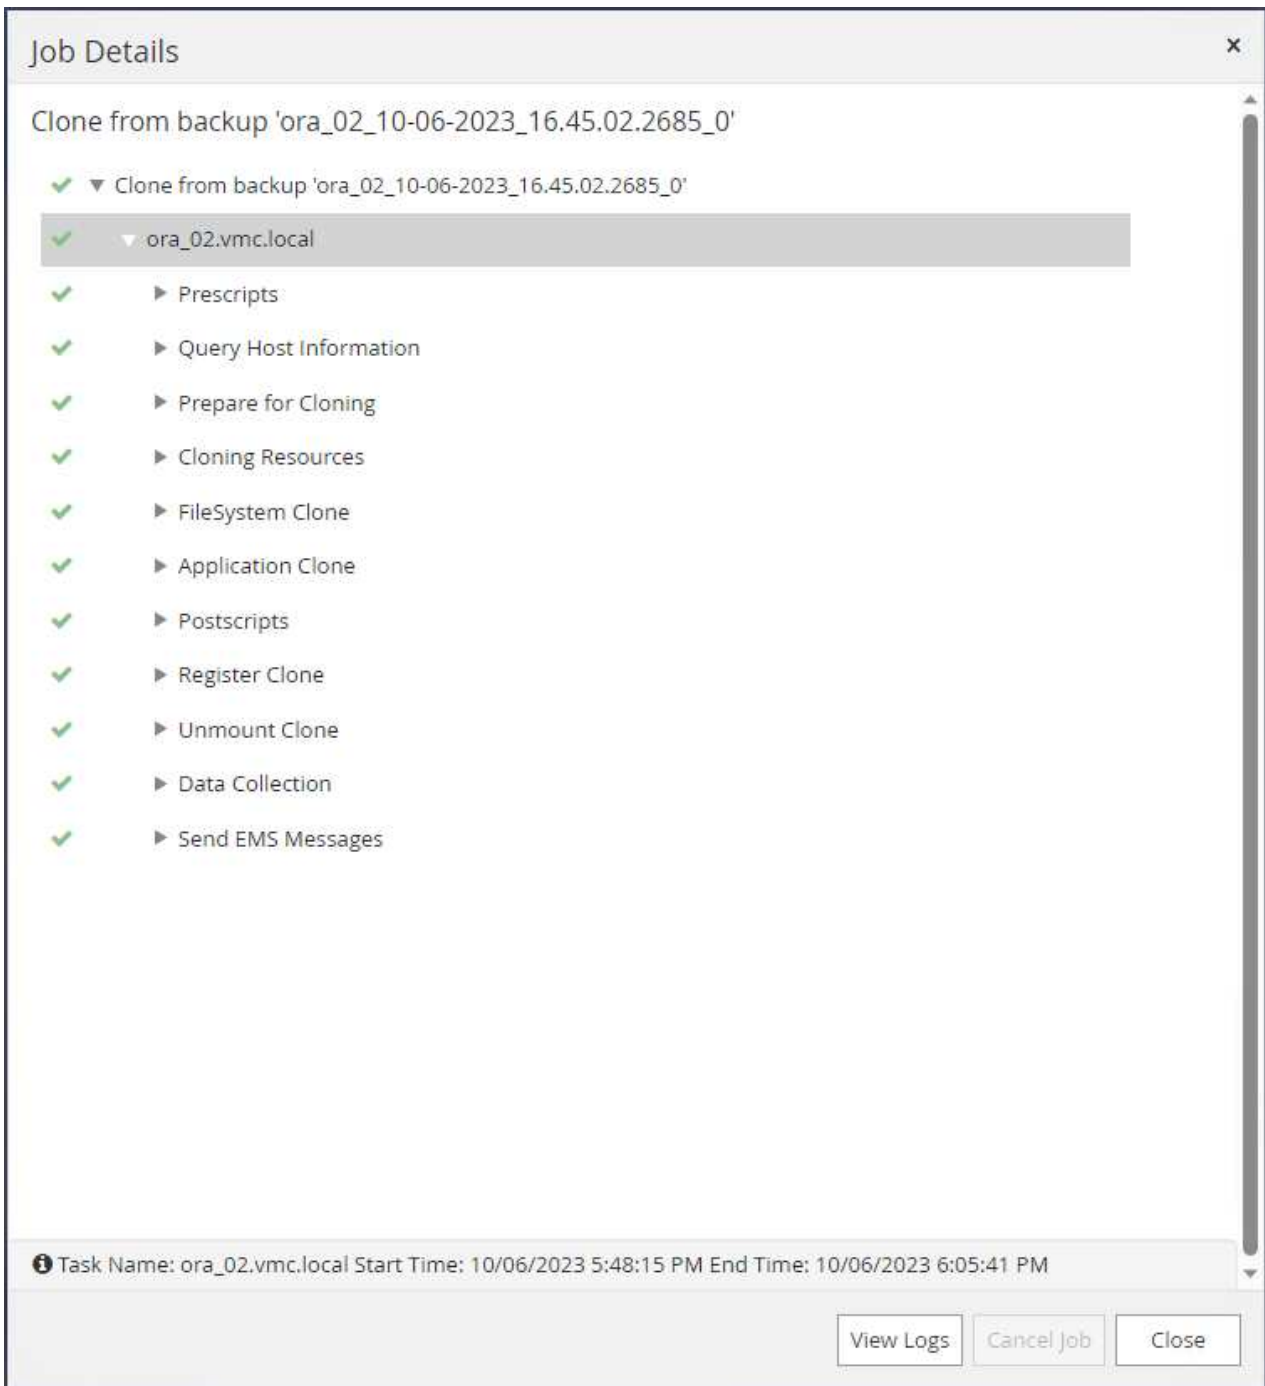 Job Details
Clone from backup 'ora_02_10-06-2023_16.45.02.2685_0'
Clone from backup 'ora_02_10-06-2023_16.45.02.2685_0'
ora_02.vmc.local
Prescripts
Query Host Information
Prepare for Cloning
Cloning Resources
FileSystem Clone
Application Clone
Postscripts
Register Clone
Unmount Clone
Data Collection
Send EMS Messages
Task Name: ora_02.vmc.local Start Time: 10/06/2023 5:48:15 PM End Time: 10/06/2023 6:05:41 PM
View Logs Cancel Job Close